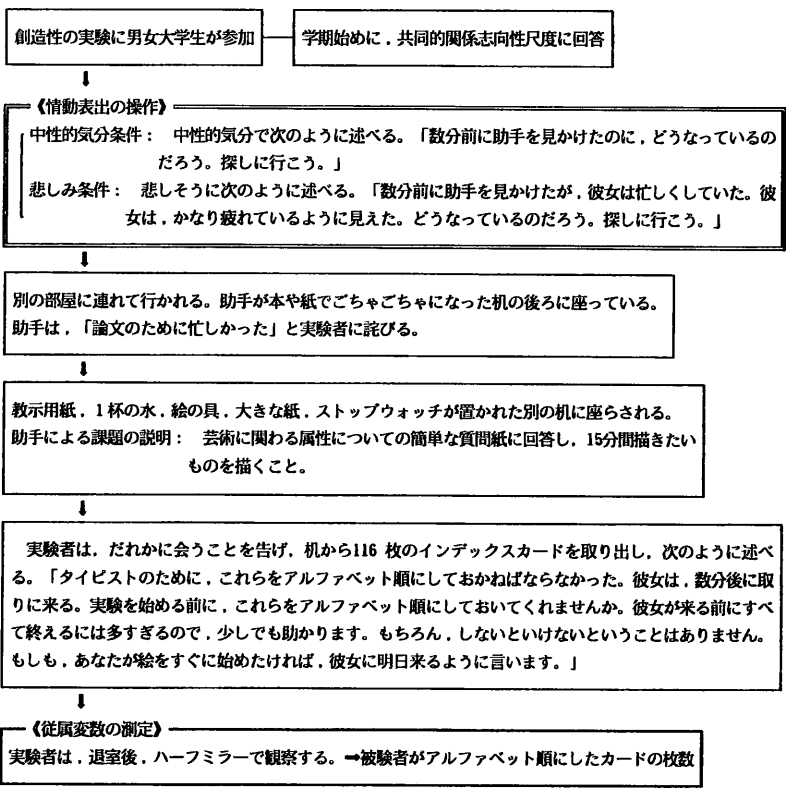 創造性の実験に男女大学生が参加
学期始めに，共同的関係志向性尺度に回答
《情動表出の操作》
中性的気分条件：　中性的気分で次のように述べる。「数分前に助手を見かけたのに，どうなっているの
だろう。探しに行こう。」
悲しみ条件：　悲しそうに次のように述べる。「数分前に助手を見かけたが，彼女は忙しくしていた。彼
女は，かなり疲れているように見えた。どうなっているのだろう。探しに行こう。」
別の部屋に連れて行かれる。助手が本や紙でごちゃごちゃになった机の後ろに座っている。
助手は，「論文のために忙しかった」と実験者に詫びる。
教示用紙，1杯の水，絵の具，大きな紙，ストップウォッチが置かれた別の机に座らされる。
助手による課題の説明：　芸術に関わる属性についての簡単な質問紙に回答し，15分間描きたい
ものを描くこと。
実験者は，だれかに会うことを告げ，机から116 枚のインデックスカードを取り出し，次のように述べ
る。「タイピストのために，これらをアルファベット順にしておかねばならなかった。彼女は，数分後に取
りに来る。実験を始める前に，これらをアルファベット順にしておいてくれませんか。彼女が来る前にすべ
て終えるには多すぎるので，少しでも助かります。もちろん，しないといけないということはありません。
もしも，あなたが絵をすぐに始めたければ，彼女に明日来るように言います。」
《従属変数の測定》
実験者は，退室後，ハーフミラーで観察する。➡被験者がアルファベット順にしたカードの枚数